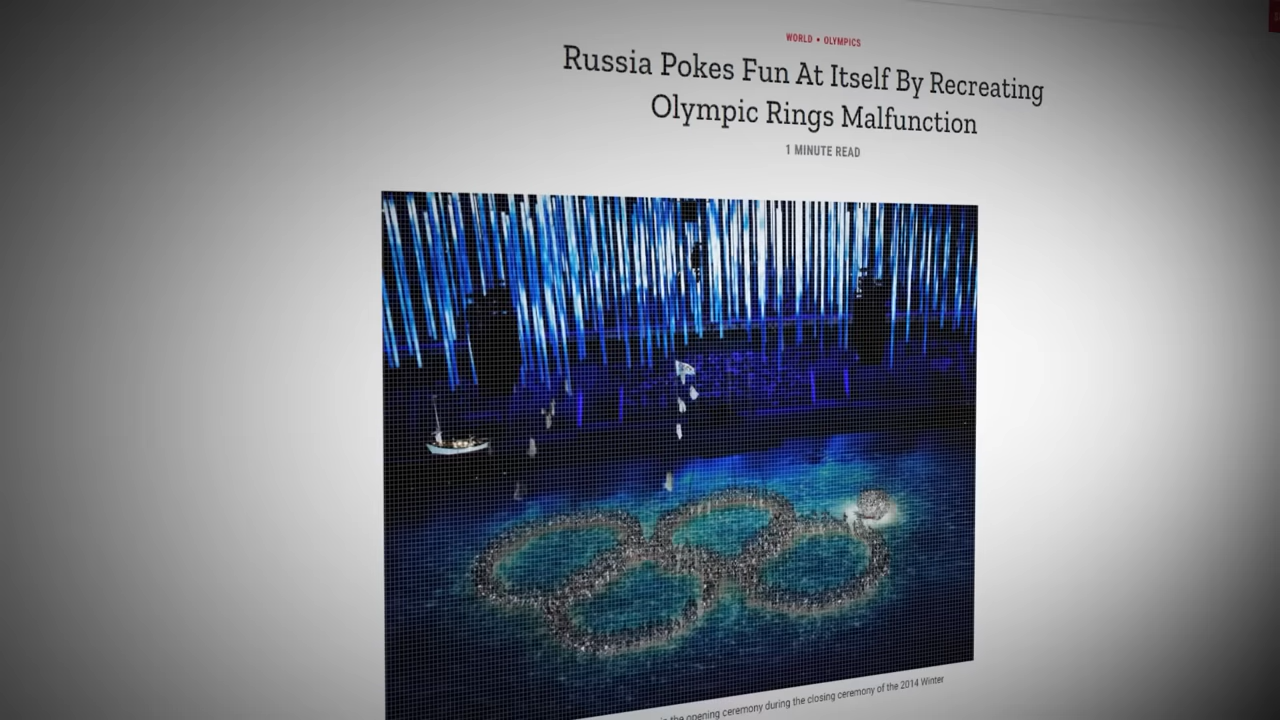 WORLD • OLYMPICS
Russia Pokes Fun At Itself By Recreating
Olympic Rings Malfunction
1 MINUTE READ
the opening ceremony during the closing ceremony of the 2014 Winter